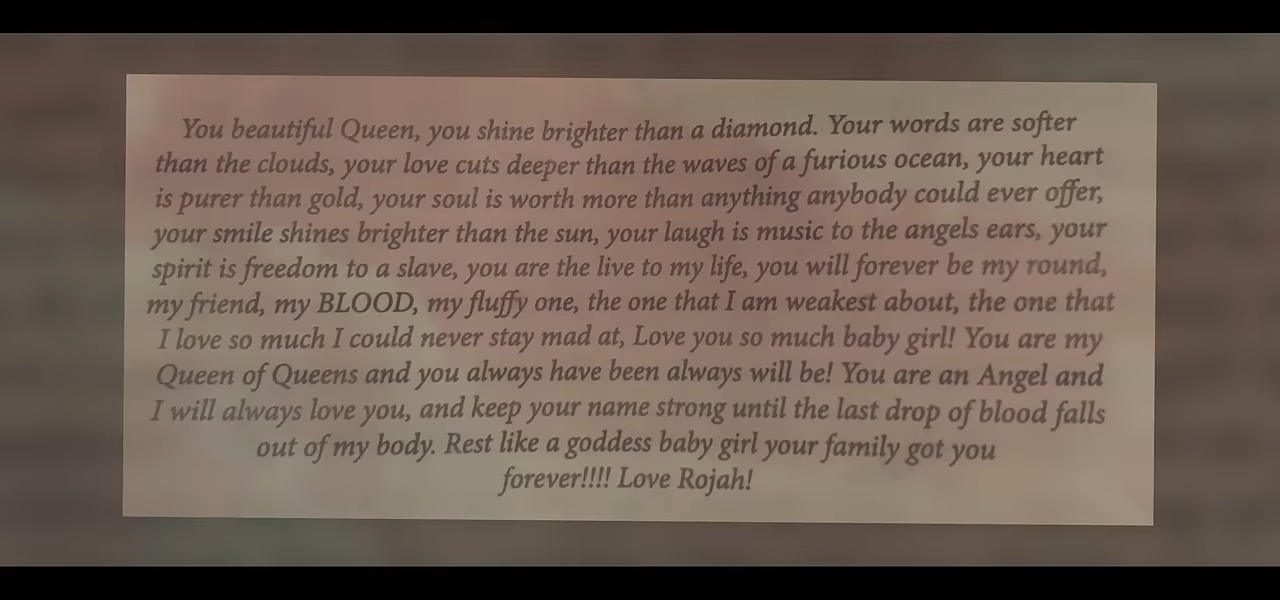 You beautiful Queen, you shine brighter than a diamond. Your words are softer
than the clouds, your love cuts deeper than the waves of a furious ocean, your heart
is purer than gold, your soul is worth more than anything anybody could ever offer,
your smile shines brighter than the sun, your laugh is music to the angels ears, your
spirit is freedom to a slave, you are the live to my life, you will forever be my round,
my friend, my BLOOD, my fluffy one, the one that I am weakest about, the one that
I love so much I could never stay mad at, Love you so much baby girl! You are my
Queen of Queens and you always have been always will be! You are an Angel and
I will always love you, and keep your name strong until the last drop of blood falls
out of my body. Rest like a goddess baby girl your family got you
forever!!!! Love Rojah!